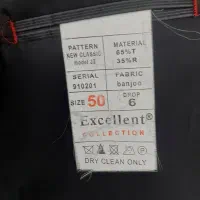 PATTERN MATERIAL
NEW CLASSIC 65%T
Model JI 35%R
SERIAL FABRIC
910201 banjoo
SIZE 50 DROP 6
Excellent®
COLLECTION
DRY CLEAN ONLY